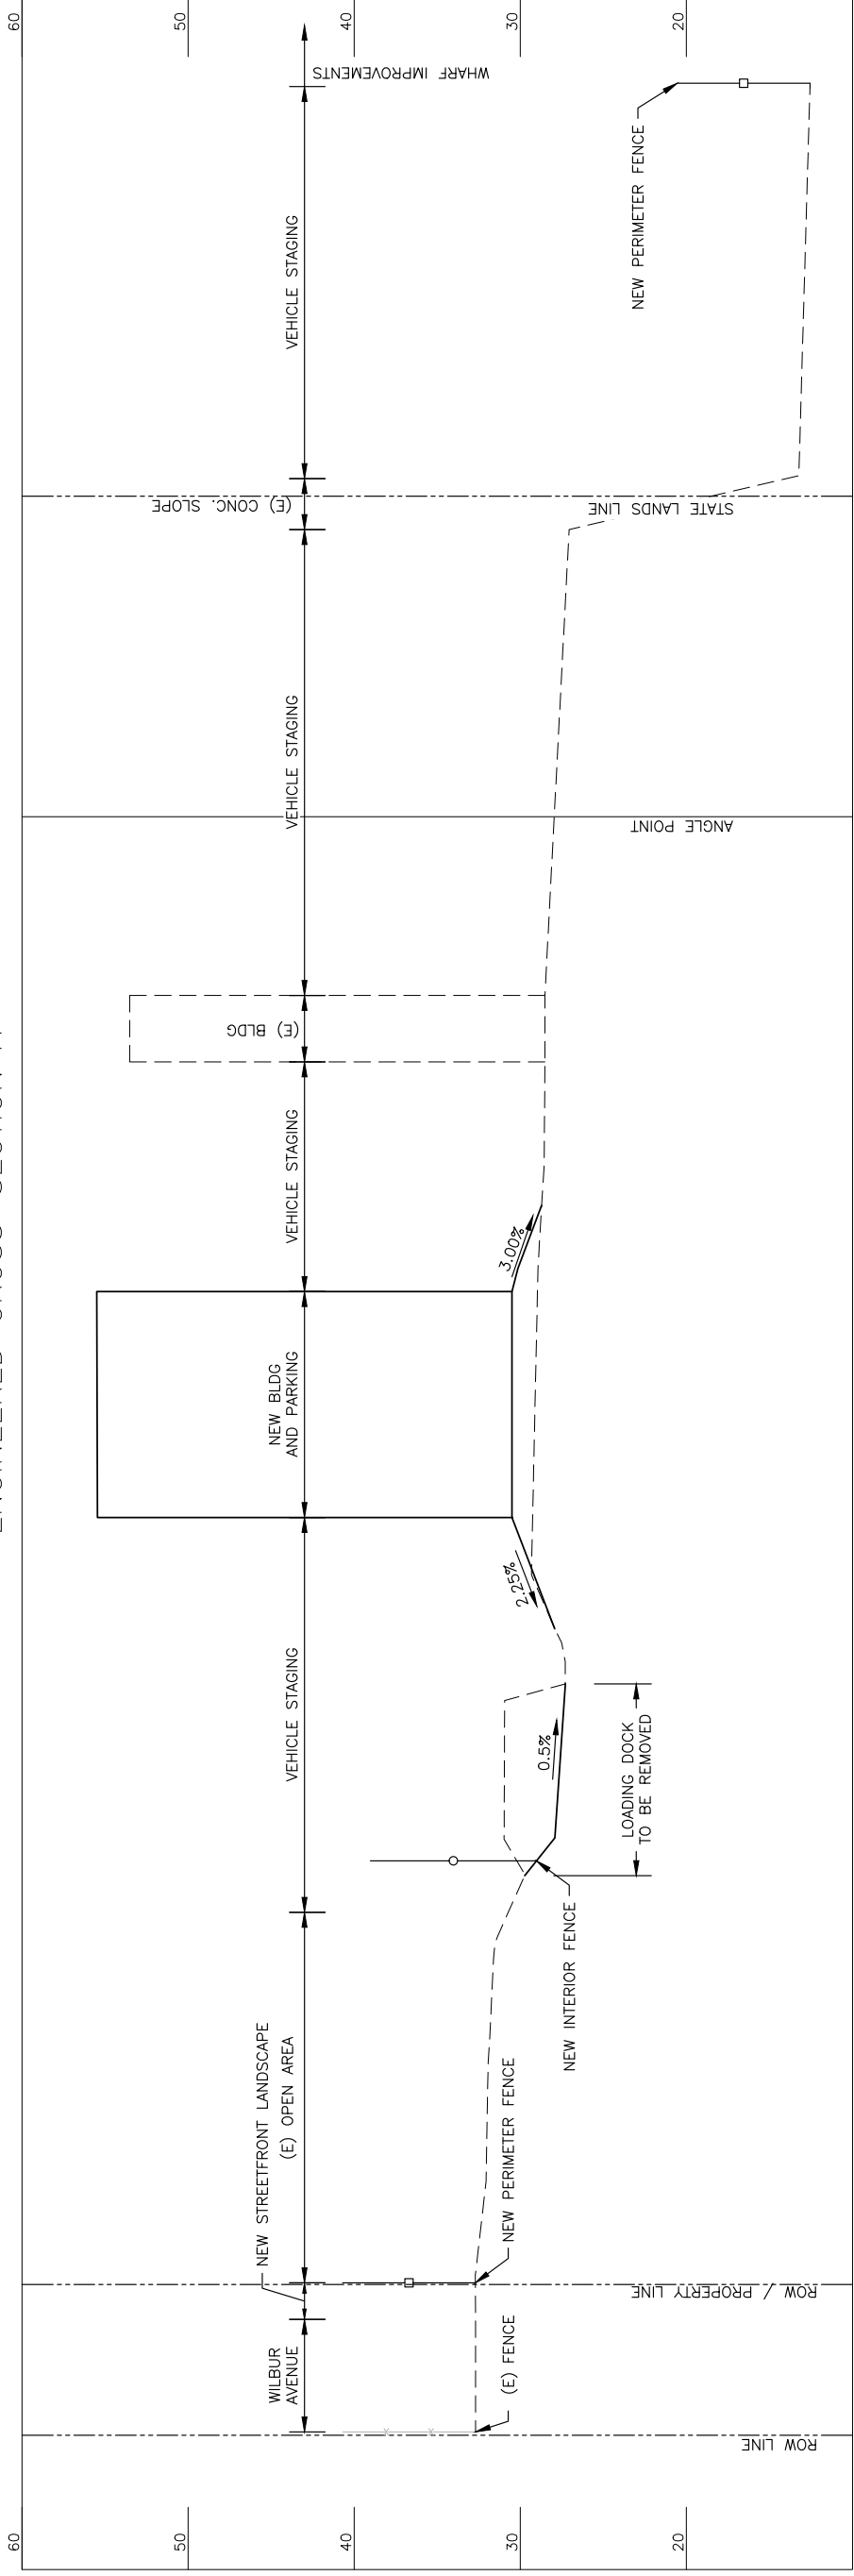 60
60
50
50
NEW STREETFRONT LANDSCAPE
WILBUR
AVENUE
(E) OPEN AREA
VEHICLE STAGING
NEW BLDG
AND PARKING
VEHICLE STAGING
(E) BLDG
VEHICLE STAGING
(E) CONC. SLOPE
VEHICLE STAGING
WHARF IMPROVEMENTS
40
40
30
30
(E) FENCE
NEW PERIMETER FENCE
NEW INTERIOR FENCE
0.5%
2.25%
3.00%
LOADING DOCK
TO BE REMOVED
NEW PERIMETER FENCE
20
20
ROW LINE
ROW / PROPERTY LINE
ANGLE POINT
STATE LANDS LINE